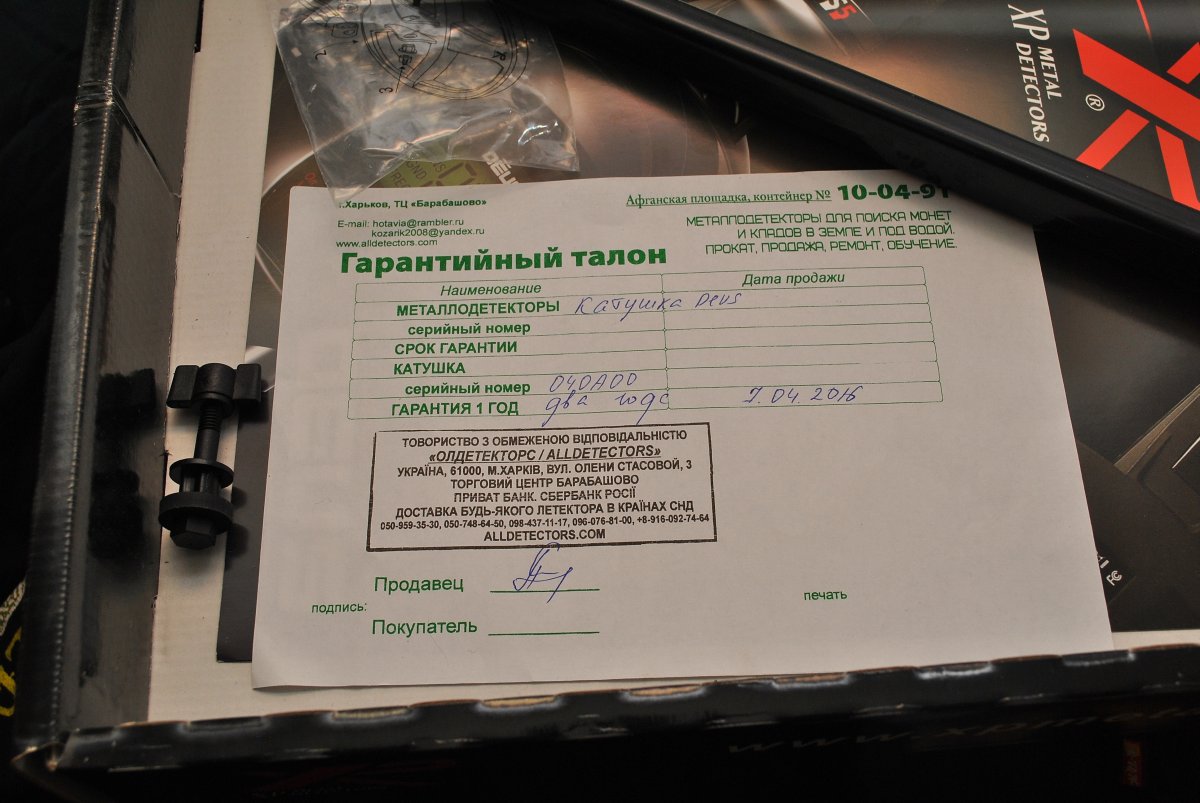 XP METAL
DETECTORS
®
2
3
г.Харьков, ТЦ «Барабашово»
E-mail: hotavia@rambler.ru
kozarik2008@yandex.ru
www.alldetectors.com
Афганская площадка, контейнер № 10-04-91
МЕТАЛЛОДЕТЕКТОРЫ ДЛЯ ПОИСКА МОНЕТ
И КЛАДОВ В ЗЕМЛЕ И ПОД ВОДОЙ.
ПРОКАТ, ПРОДАЖА, РЕМОНТ, ОБУЧЕНИЕ.
Гарантийный талон
Наименование Дата продажи
МЕТАЛЛОДЕТЕКТОРЫ Катушка Deus
серийный номер
СРОК ГАРАНТИИ
КАТУШКА
серийный номер 040A00
ГАРАНТИЯ 1 ГОД два года 7.04.2016
ТОВОРИСТВО З ОБМЕЖЕНОЮ ВІДПОВІДАЛЬНІСТЮ
«ОЛДЕТЕКТОРС / ALLDETECTORS»
УКРАЇНА, 61000, М.ХАРКІВ, ВУЛ. ОЛЕНИ СТАСОВОЙ, 3
ТОРГОВИЙ ЦЕНТР БАРАБАШОВО
ПРИВАТ БАНК. СБЕРБАНК РОСІЇ
ДОСТАВКА БУДЬ-ЯКОГО ЛЕТЕКТОРА В КРАЇНАХ СНД
050-959-35-30, 050-748-64-50, 098-437-11-17, 096-076-81-00, +8-916-092-74-64
ALLDETECTORS.COM
Продавец
подпись:
печать
Покупатель
FC